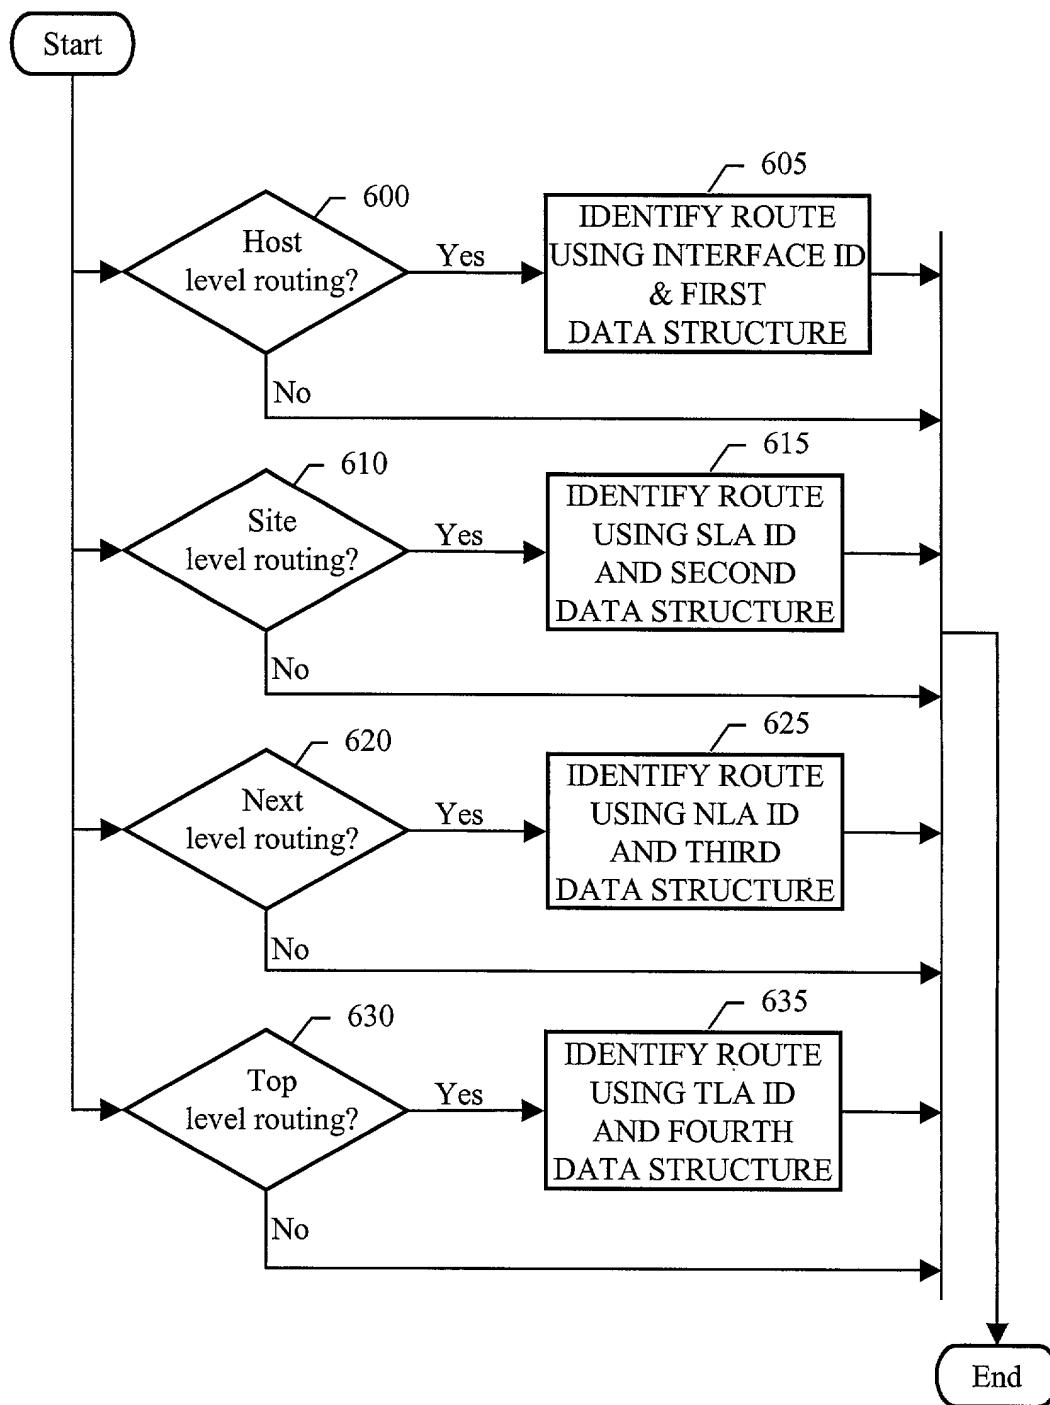 Start
600
Host
level routing?
Yes
No
605
IDENTIFY ROUTE
USING INTERFACE ID
& FIRST
DATA STRUCTURE
610
Site
level routing?
Yes
No
615
IDENTIFY ROUTE
USING SLA ID
AND SECOND
DATA STRUCTURE
620
Next
level routing?
Yes
No
625
IDENTIFY ROUTE
USING NLA ID
AND THIRD
DATA STRUCTURE
630
Top
level routing?
Yes
No
635
IDENTIFY ROUTE
USING TLA ID
AND FOURTH
DATA STRUCTURE
End